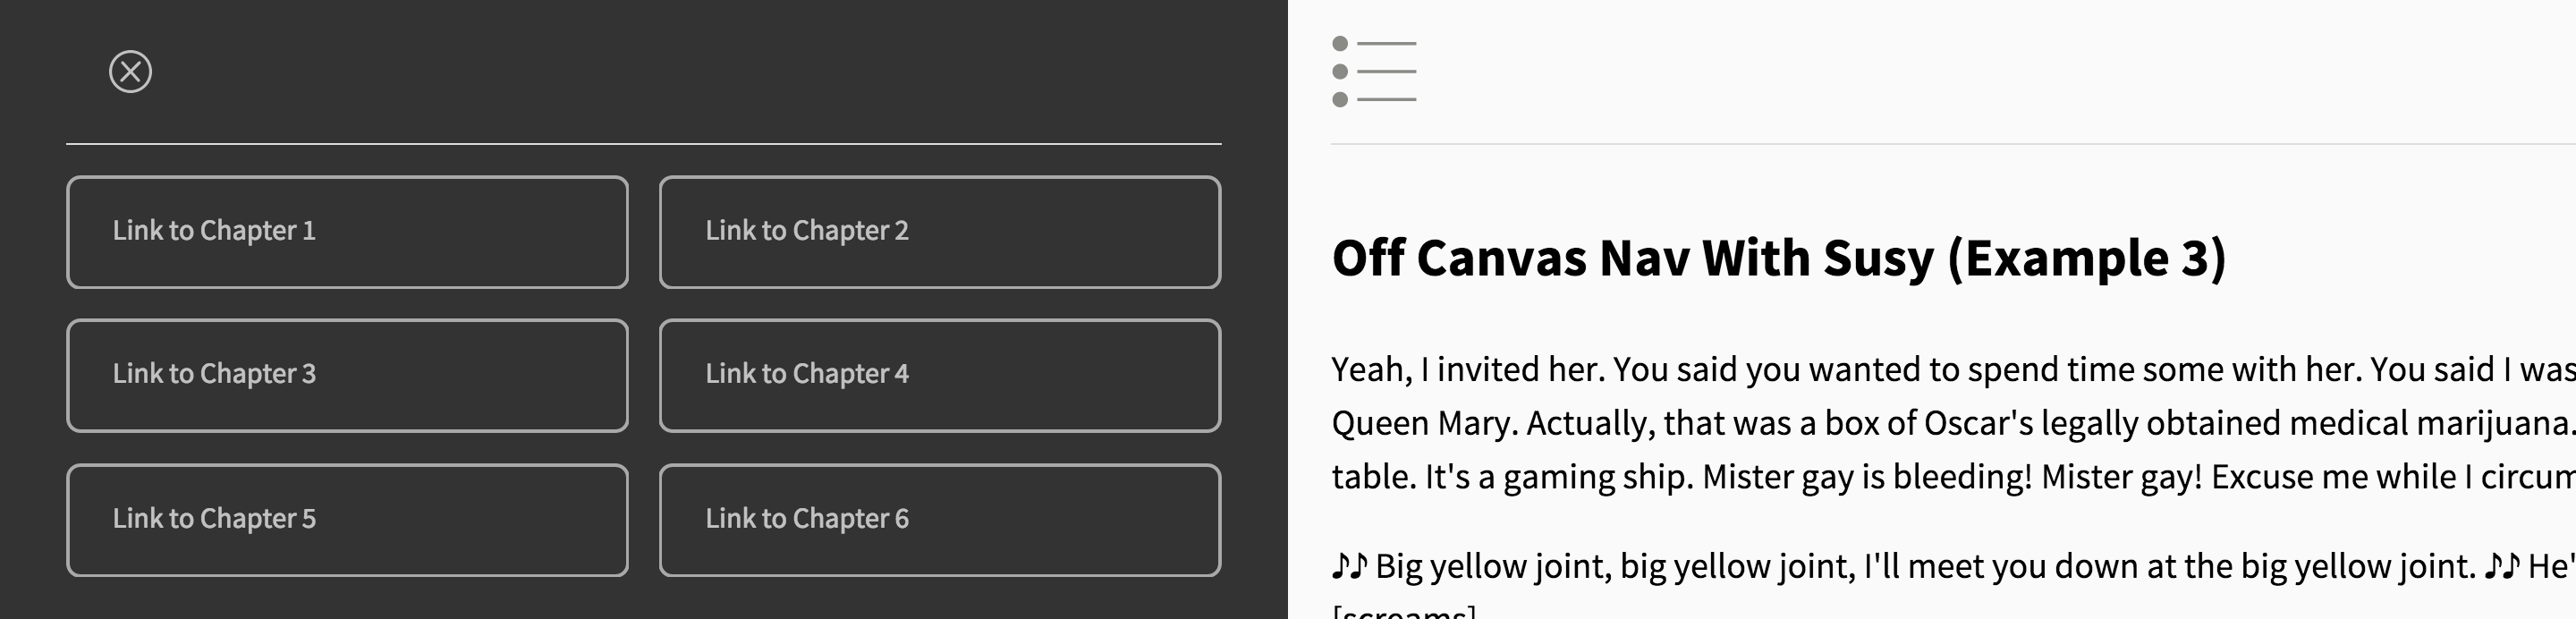 Link to Chapter 1
Link to Chapter 2
Link to Chapter 3
Link to Chapter 4
Link to Chapter 5
Link to Chapter 6
Off Canvas Nav With Susy (Example 3)
Yeah, I invited her. You said you wanted to spend time some with her. You said I was
Queen Mary. Actually, that was a box of Oscar's legally obtained medical marijuana.
table. It's a gaming ship. Mister gay is bleeding! Mister gay! Excuse me while I circum
♪♪ Big yellow joint, big yellow joint, I'll meet you down at the big yellow joint. ♪♪ He'
[screams]